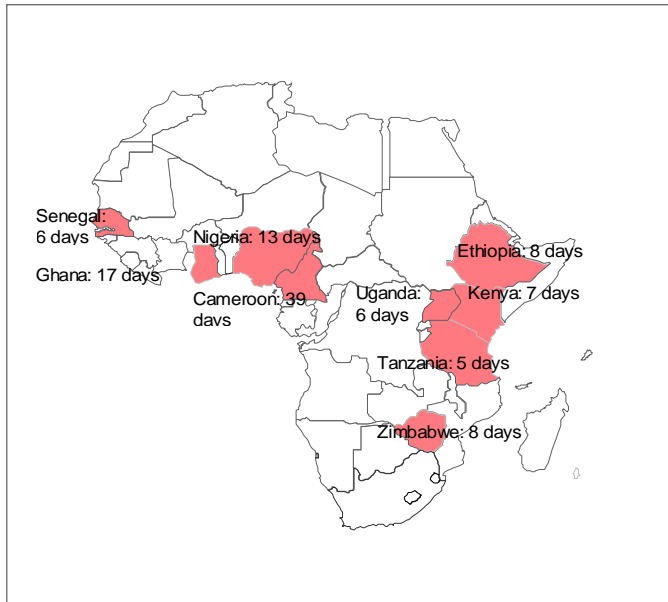 Senegal:
6 days
Nigeria: 13 days
Ethiopia: 8 days
Ghana: 17 days
Cameroon: 39
days
Uganda:
6 days
Kenya: 7 days
Tanzania: 5 days
Zimbabwe: 8 days